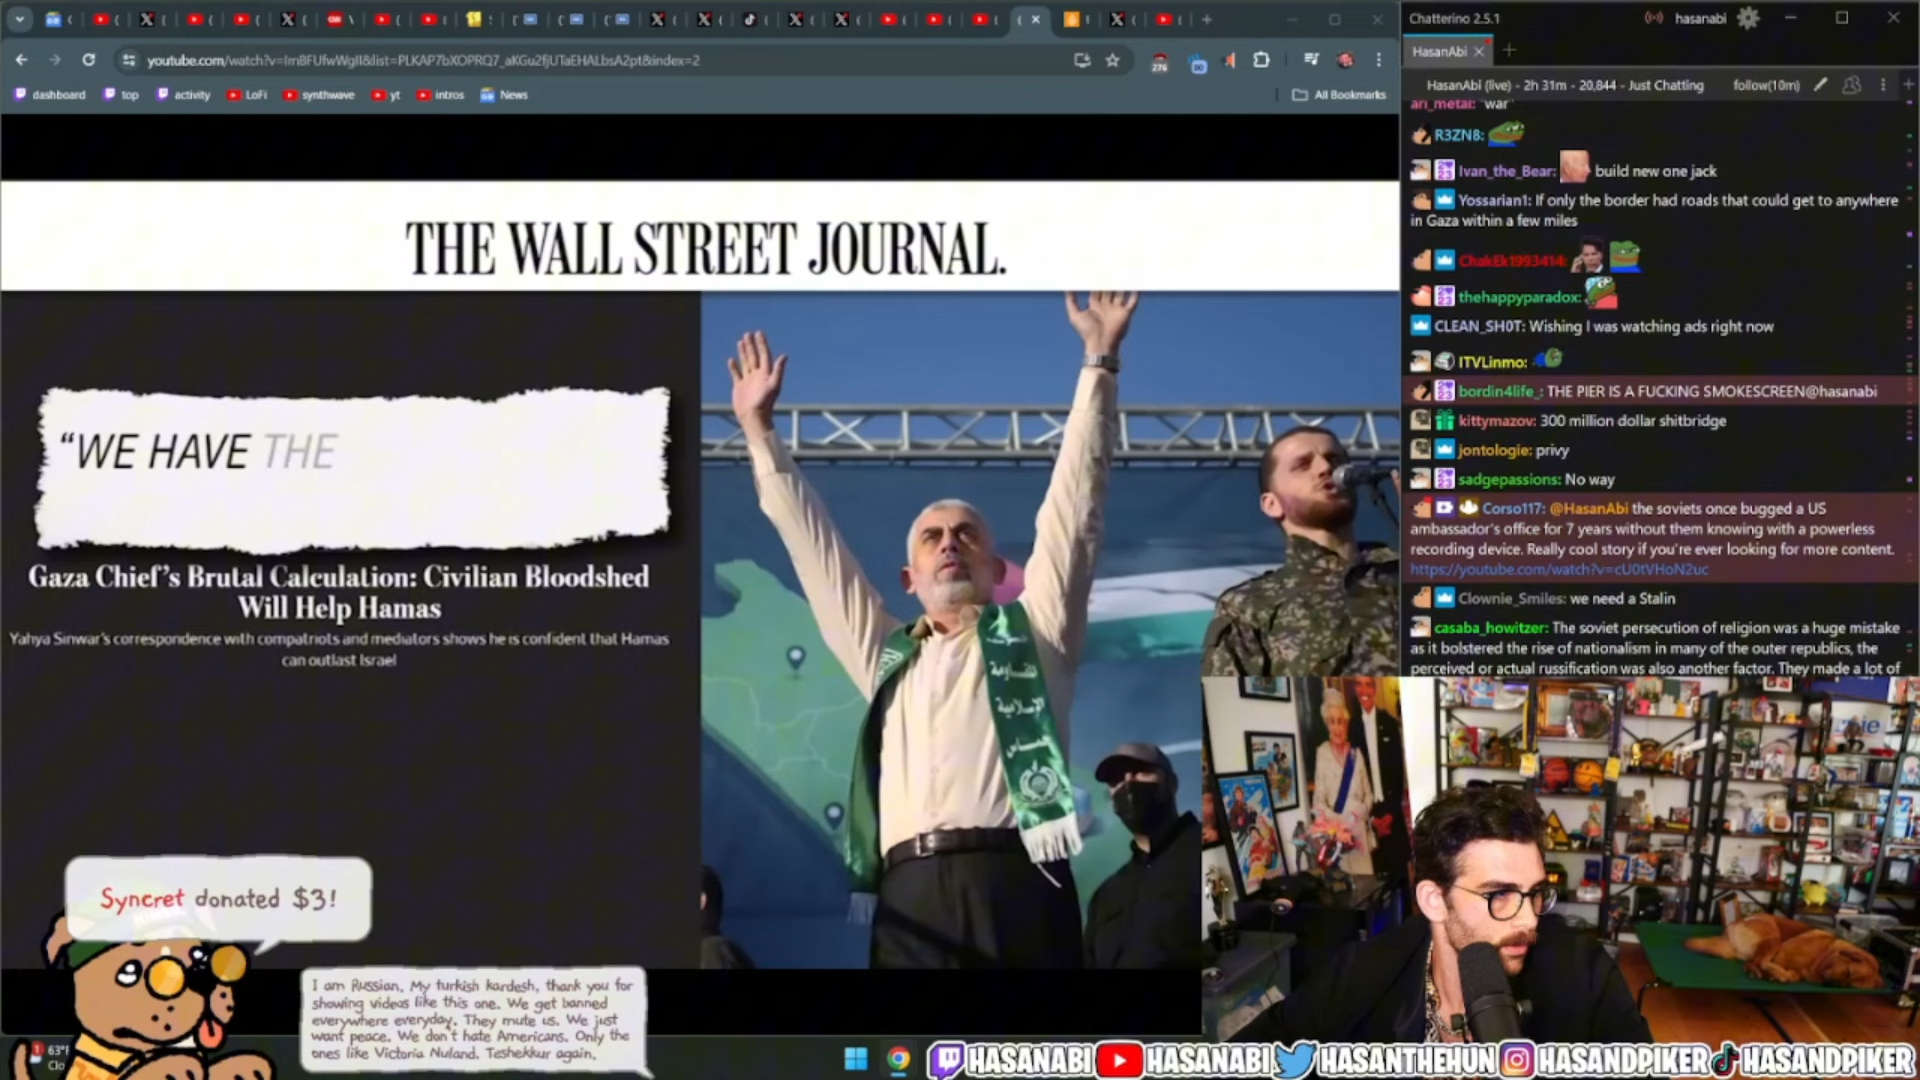 Chatterino 2.5.1
hasanabi
youtube.com/watch?v=ImBFUfwWgII&list=PLKAP7bXOPRQ7_aKGu2fjUTaEHALbsA2pt&index=2
276
HasanAbi
dashboard
top
activity
LoFi
synthwave
yt
intros
News
All Bookmarks
HasanAbi (live) - 2h 31m - 20,844 - Just Chatting
follow(10m)
ari_metal: "war"
R3ZN8:
Ivan_the_Bear: build new one jack
Yossarian1: If only the border had roads that could get to anywhere
in Gaza within a few miles
ChakEk1993414:
thehappyparadox:
CLEAN_SH0T: Wishing I was watching ads right now
ITVLinmo:
bordin4life_: THE PIER IS A FUCKING SMOKESCREEN@hasanabi
kittymazov: 300 million dollar shitbridge
jontologie: privy
sadgepassions: No way
Corso117: @HasanAbi the soviets once bugged a US
ambassador's office for 7 years without them knowing with a powerless
recording device. Really cool story if you're ever looking for more content.
https://youtube.com/watch?v=cU0tVHoN2uc
Clownie_Smiles: we need a Stalin
casaba_howitzer: The soviet persecution of religion was a huge mistake
as it bolstered the rise of nationalism in many of the outer republics, the
perceived or actual russification was also another factor. They made a lot of
THE WALL STREET JOURNAL.
“WE HAVE THE
Gaza Chief’s Brutal Calculation: Civilian Bloodshed
Will Help Hamas
Yahya Sinwar’s correspondence with compatriots and mediators shows he is confident that Hamas
can outlast Israel
المقاومة
الإسلامية
حماس
Syncret donated $3!
I am Russian, My turkish kardesh, thank you for
showing videos like this one. We get banned
everywhere everyday. They mute us. We just
want peace. We don't hate Americans. Only the
ones like Victoria Nuland. Teshekkur again.
1
63°F
HASANABI
HASANABI
HASANTHEHUN
HASANDPIKER
HASANDPIKER